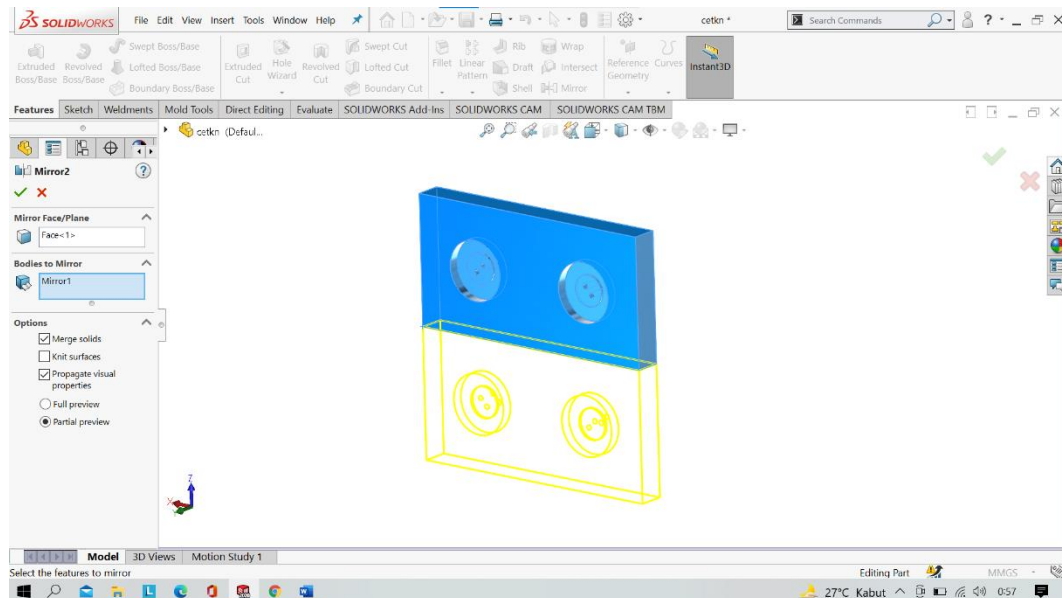 SOLIDWORKS File Edit View Insert Tools Window Help cetkn * Search Commands ?
Extruded Boss/Base
Revolved Boss/Base
Swept Boss/Base
Lofted Boss/Base
Boundary Boss/Base
Extruded Cut
Hole Wizard
Revolved Cut
Swept Cut
Lofted Cut
Boundary Cut
Fillet
Linear Pattern
Rib
Draft
Shell
Wrap
Intersect
Mirror
Reference Geometry
Curves
Instant3D
Features Sketch Weldments Mold Tools Direct Editing Evaluate SOLIDWORKS Add-Ins SOLIDWORKS CAM SOLIDWORKS CAM TBM
cetkn (Defaul...
Mirror2 ?
Mirror Face/Plane
Face<1>
Bodies to Mirror
Mirror1
Options
Merge solids
Knit surfaces
Propagate visual
properties
Full preview
Partial preview
Z
X
Model 3D Views Motion Study 1
Select the features to mirror Editing Part MMGS
27°C Kabut 0:57